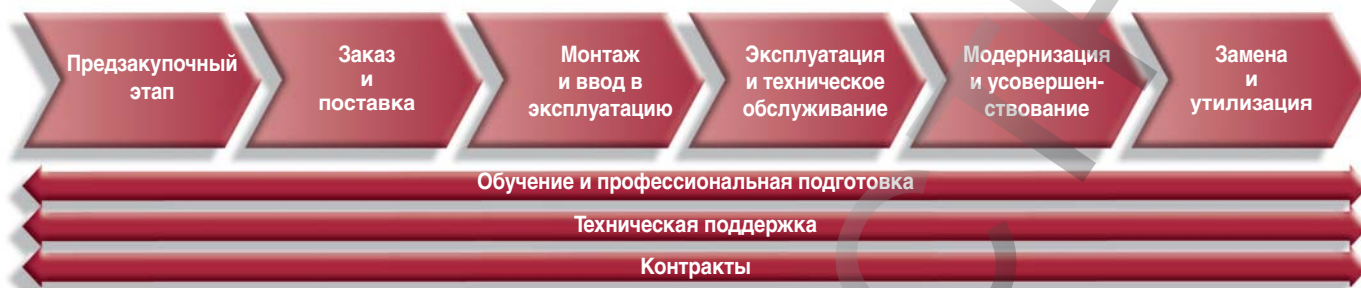 Предзакупочный
этап
Заказ
и
поставка
Монтаж
и ввод в
эксплуатацию
Эксплуатация
и техническое
обслуживание
Модернизация
и усовершен-
ствование
Замена
и
утилизация
Обучение и профессиональная подготовка
Техническая поддержка
Контракты